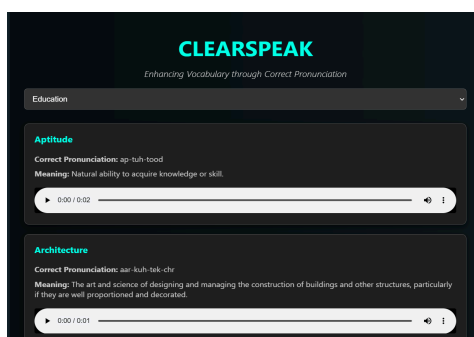 CLEARSPEAK
Enhancing Vocabulary through Correct Pronunciation
Education
Aptitude
Correct Pronunciation: ap-tuh-tood
Meaning: Natural ability to acquire knowledge or skill.
0:00 / 0:02
Architecture
Correct Pronunciation: aar-kuh-tek-chr
Meaning: The art and science of designing and managing the construction of buildings and other structures, particularly
if they are well proportioned and decorated.
0:00 / 0:01